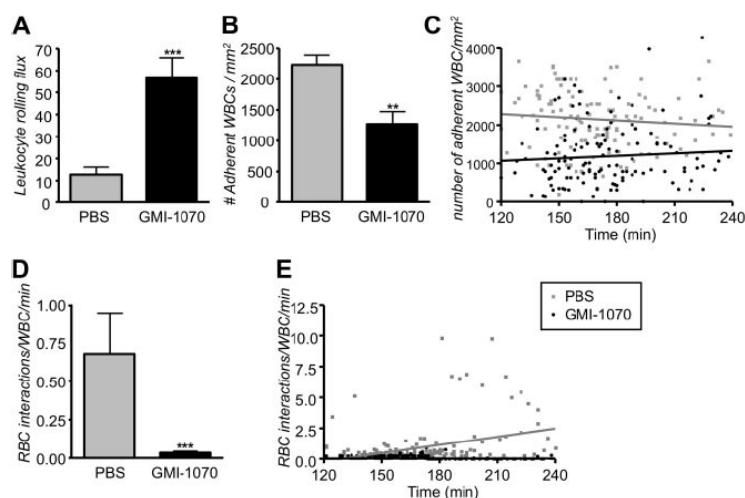 A
Leukocyte rolling flux
70
60
50
40
30
20
10
0
***
PBS
GMI-1070
B
# Adherent WBCs / mm²
2500
2000
1500
1000
500
0
**
PBS
GMI-1070
C
number of adherent WBC/mm²
4000
3000
2000
1000
0
120 150 180 210 240
Time (min)
D
RBC interactions/WBC/min
1.00
0.75
0.50
0.25
0.00
***
PBS
GMI-1070
E
RBC interactions/WBC/min
12.5
10.0
7.5
5.0
2.5
0.0
120 140 160 180 200 220 240
Time (min)
PBS
GMI-1070